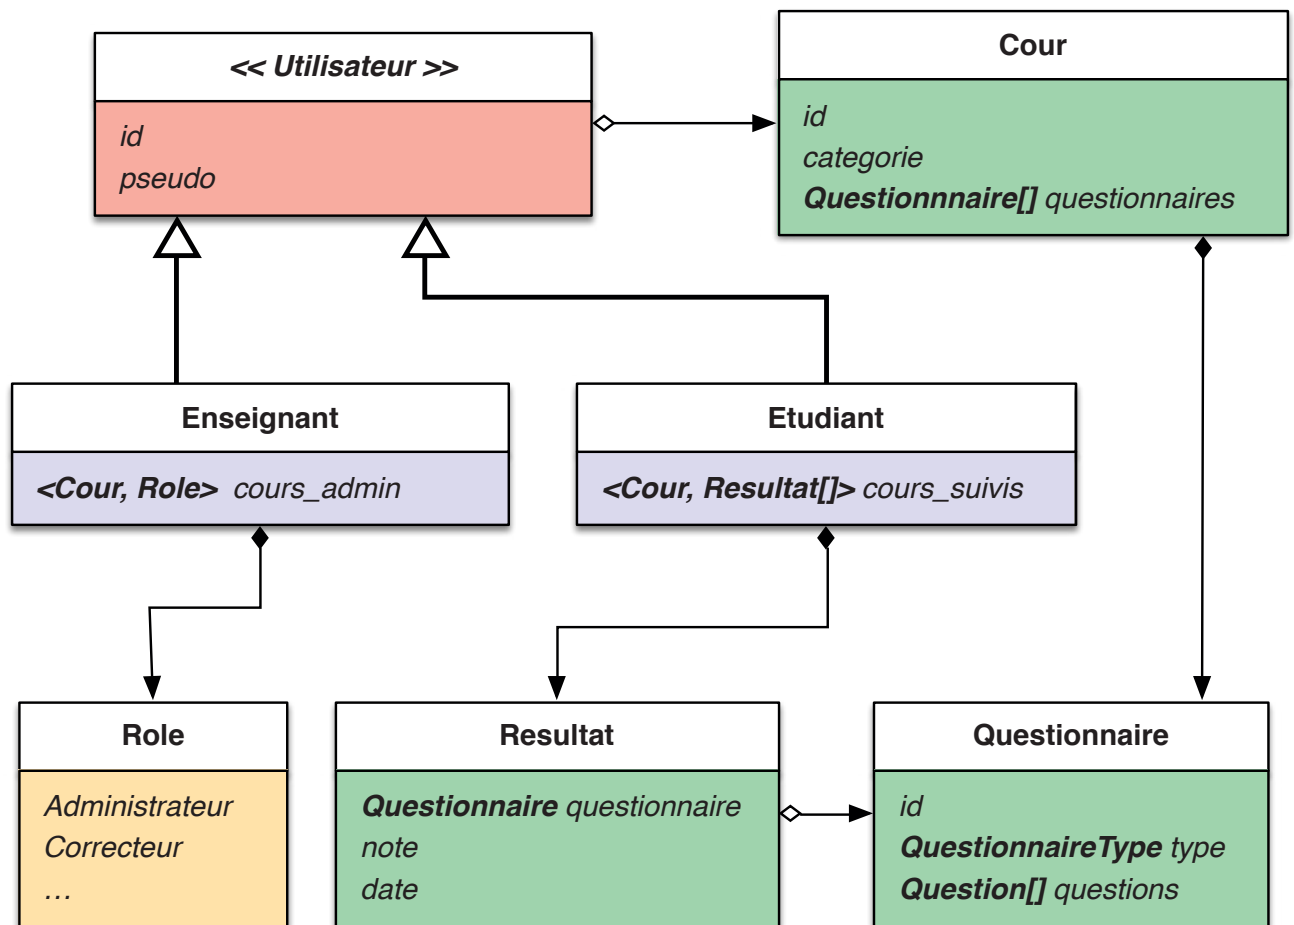 << Utilisateur >>
id
pseudo
Cour
id
categorie
Questionnnaire[] questionnaires
Enseignant
<Cour, Role> cours_admin
Etudiant
<Cour, Resultat[]> cours_suivis
Role
Administrateur
Correcteur
…
Resultat
Questionnaire questionnaire
note
date
Questionnaire
id
QuestionnaireType type
Question[] questions